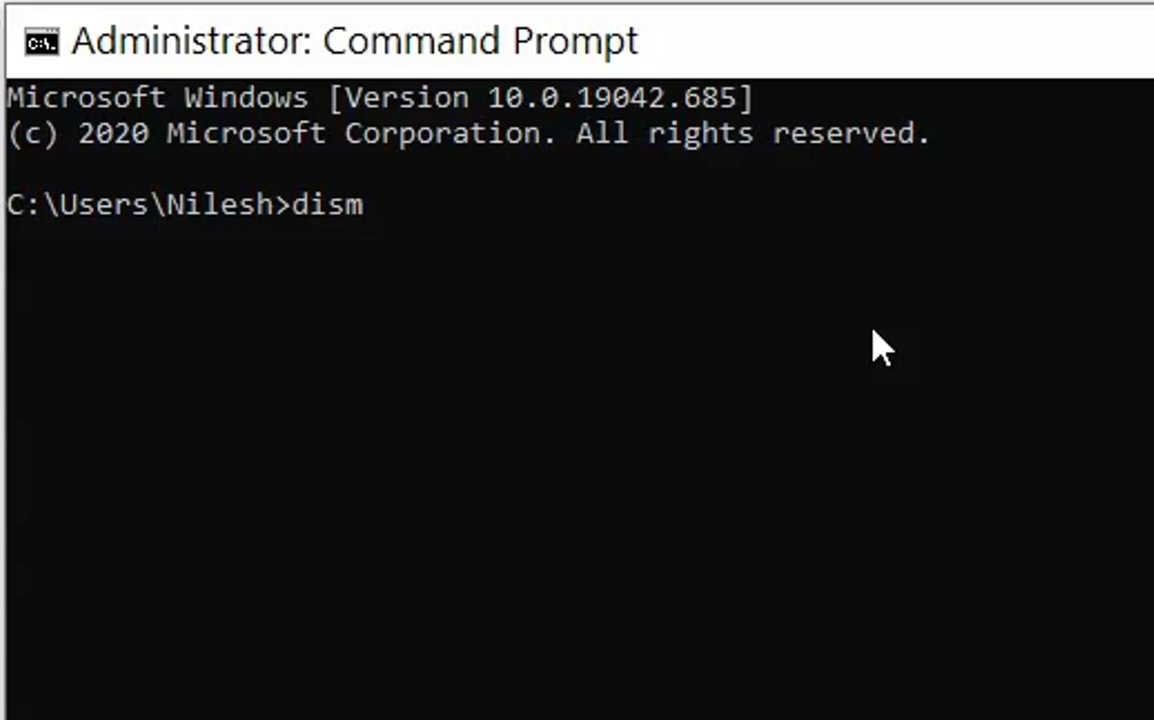 Administrator: Command Prompt
Microsoft Windows [Version 10.0.19042.685]
(c) 2020 Microsoft Corporation. All rights reserved.
C:\Users\Nilesh>dism